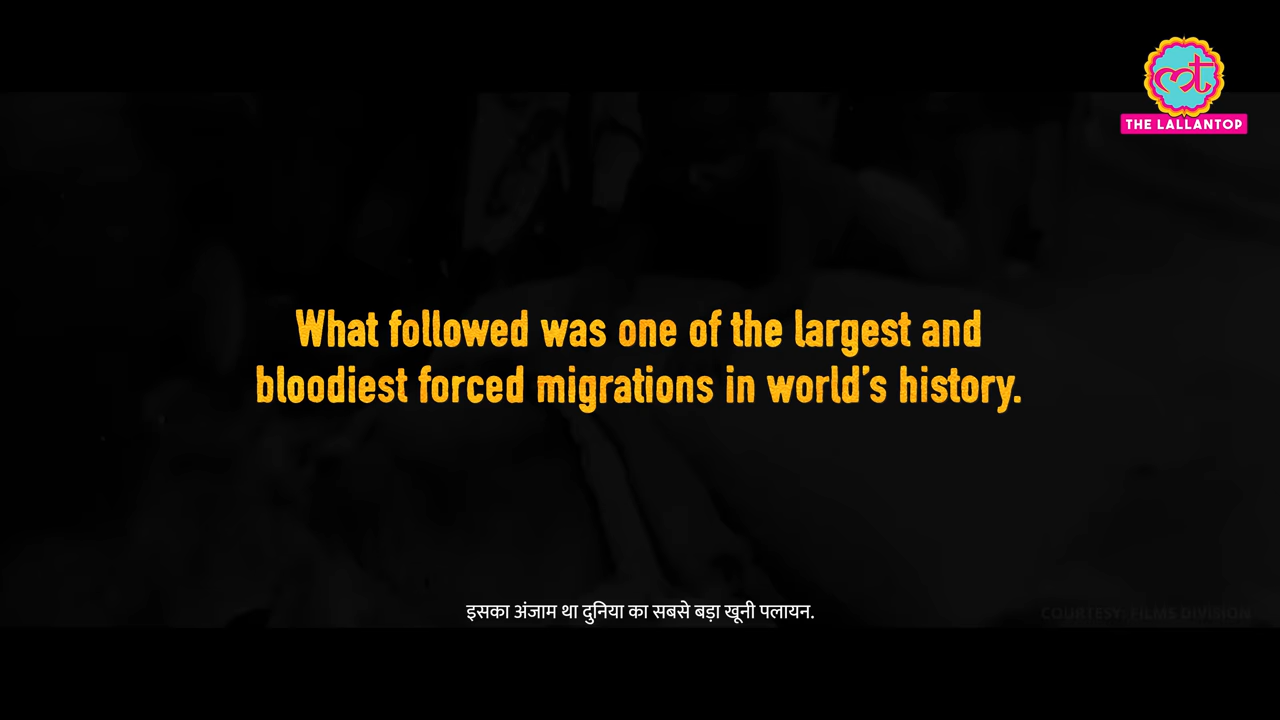 THE LALLANTOP
What followed was one of the largest and
bloodiest forced migrations in world's history.
इसका अंजाम था दुनिया का सबसे बड़ा खूनी पलायन.
COURTESY: FILMS DIVISION